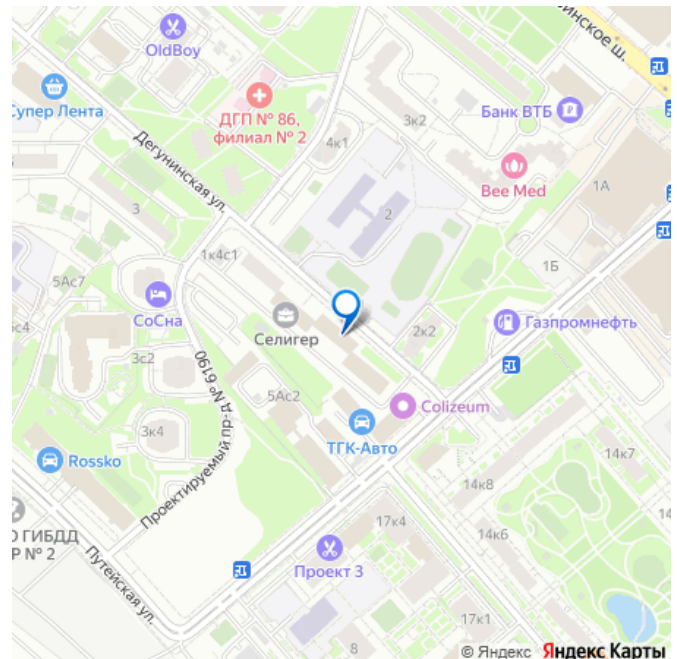 OldBoy
инское ш.
Супер Лента
ДГП № 86,
филиал № 2
Банк ВТБ
3к2
4к1
Дегунинская ул.
Bee Med
1А
3
2
1к4с1
1Б
5Ас7
СоСна
Селигер
Газпромнефть
с4
2к2
3с2
Проектируемый пр-д № 6190
5Ас2
Colizeum
3к4
ТГК-Авто
Rossko
14к7
14к8
О ГИБДД
Р № 2
17к4
14к6
14
Путейская ул.
Проект 3
17к1
8
© Яндекс Яндекс Карты